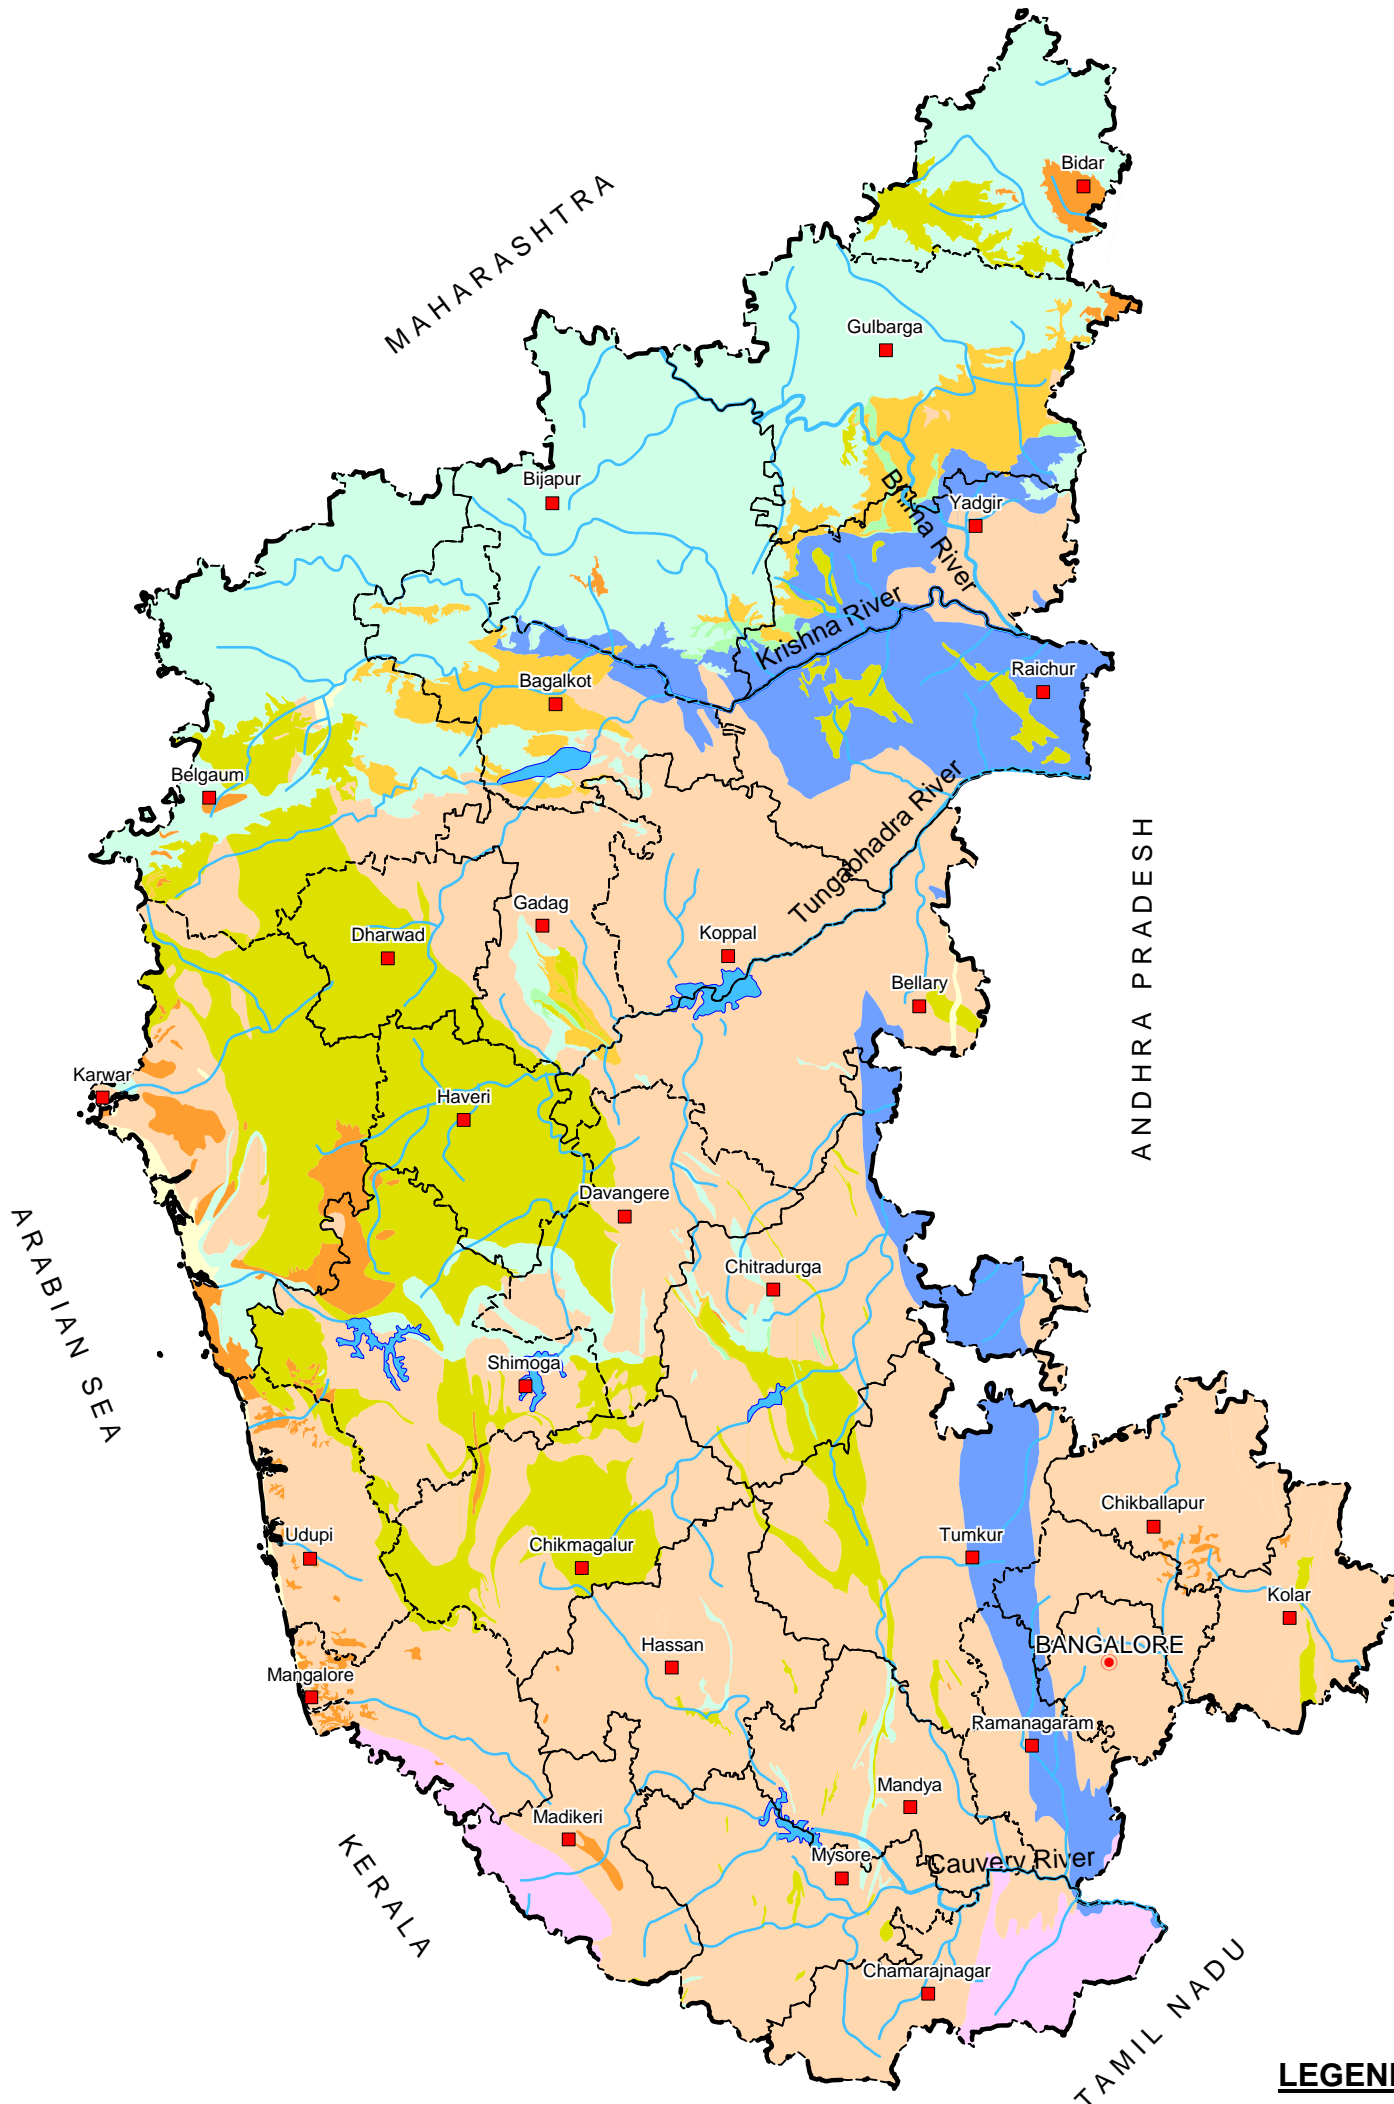 Bidar
MAHARASHTRA
Gulbarga
Bijapur
Yadgir
Bhima River
Krishna River
Raichur
Bagalkot
Belgaum
Tungabhadra River
ANDHRA PRADESH
Gadag
Dharwad
Koppal
Bellary
Karwar
Haveri
Davangere
ARABIAN SEA
Chitradurga
Shimoga
Chikballapur
Udupi
Chikmagalur
Tumkur
Kolar
Hassan
BANGALORE
Mangalore
Ramanagaram
Mandya
Madikeri
KERALA
Mysore
Cauvery River
Chamarajnagar
TAMIL NADU
LEGEN